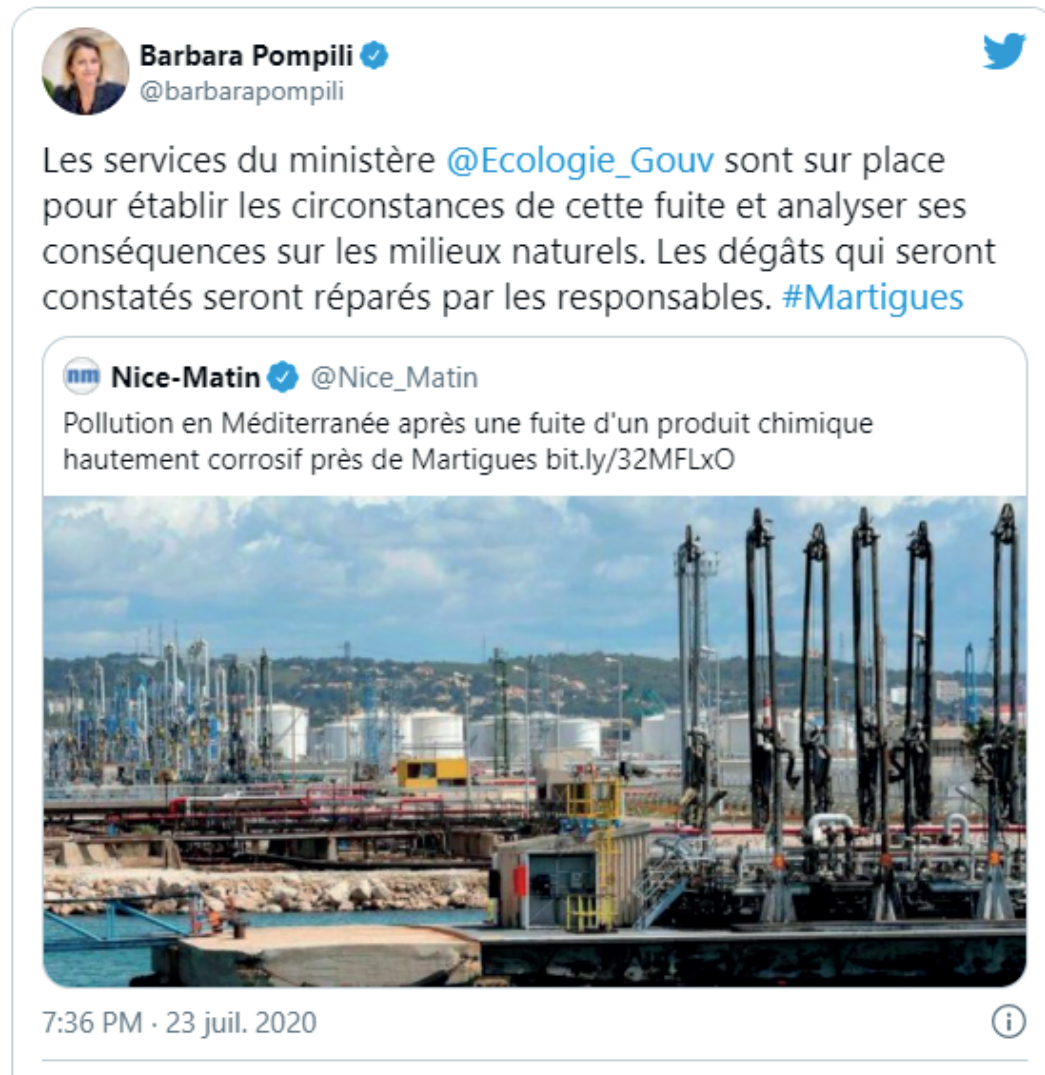 Barbara Pompili
@barbarapompili
Les services du ministère @Ecologie_Gouv sont sur place
pour établir les circonstances de cette fuite et analyser ses
conséquences sur les milieux naturels. Les dégâts qui seront
constatés seront réparés par les responsables. #Martigues
nm Nice-Matin @Nice_Matin
Pollution en Méditerranée après une fuite d'un produit chimique
hautement corrosif près de Martigues bit.ly/32MFLxO
7:36 PM · 23 juil. 2020